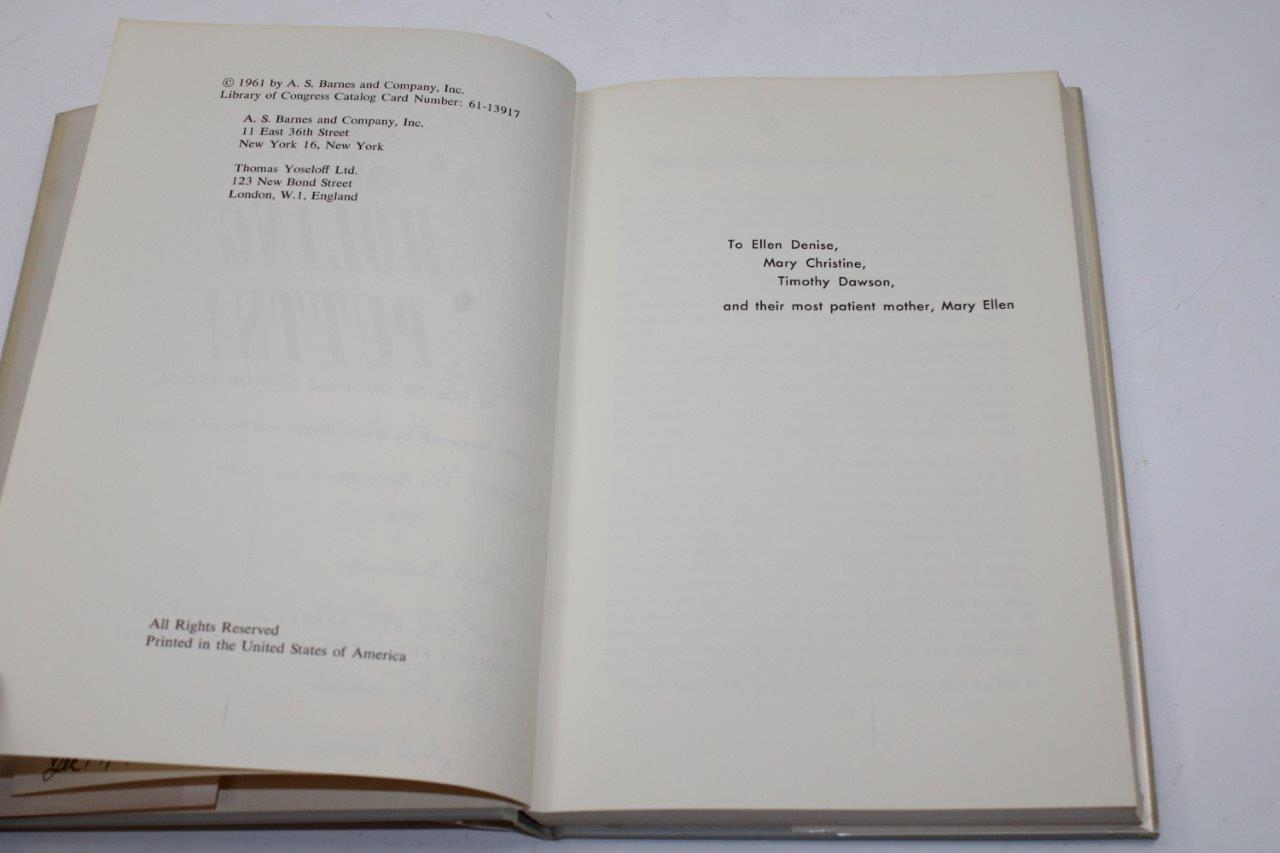 © 1961 by A. S. Barnes and Company, Inc.
Library of Congress Catalog Card Number: 61-13917
A. S. Barnes and Company, Inc.
11 East 36th Street
New York 16, New York
Thomas Yoseloff Ltd.
123 New Bond Street
London, W.1, England
All Rights Reserved
Printed in the United States of America
To Ellen Denise,
Mary Christine,
Timothy Dawson,
and their most patient mother, Mary Ellen